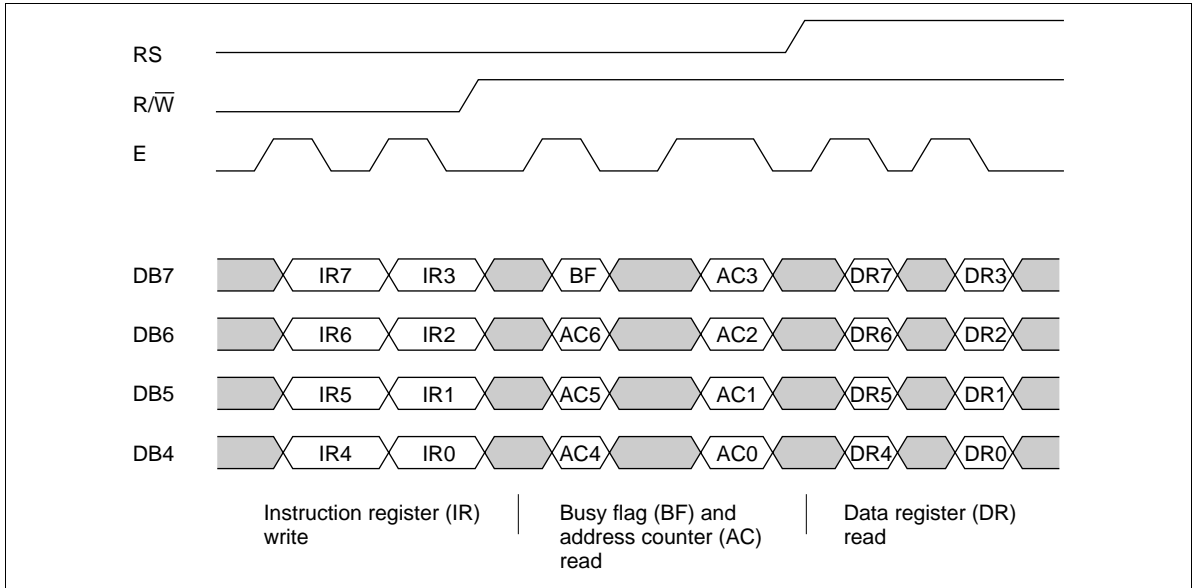 RS
R/W̅
E
DB7 IR7 IR3 BF AC3 DR7 DR3
DB6 IR6 IR2 AC6 AC2 DR6 DR2
DB5 IR5 IR1 AC5 AC1 DR5 DR1
DB4 IR4 IR0 AC4 AC0 DR4 DR0
Instruction register (IR)
write
Busy flag (BF) and
address counter (AC)
read
Data register (DR)
read